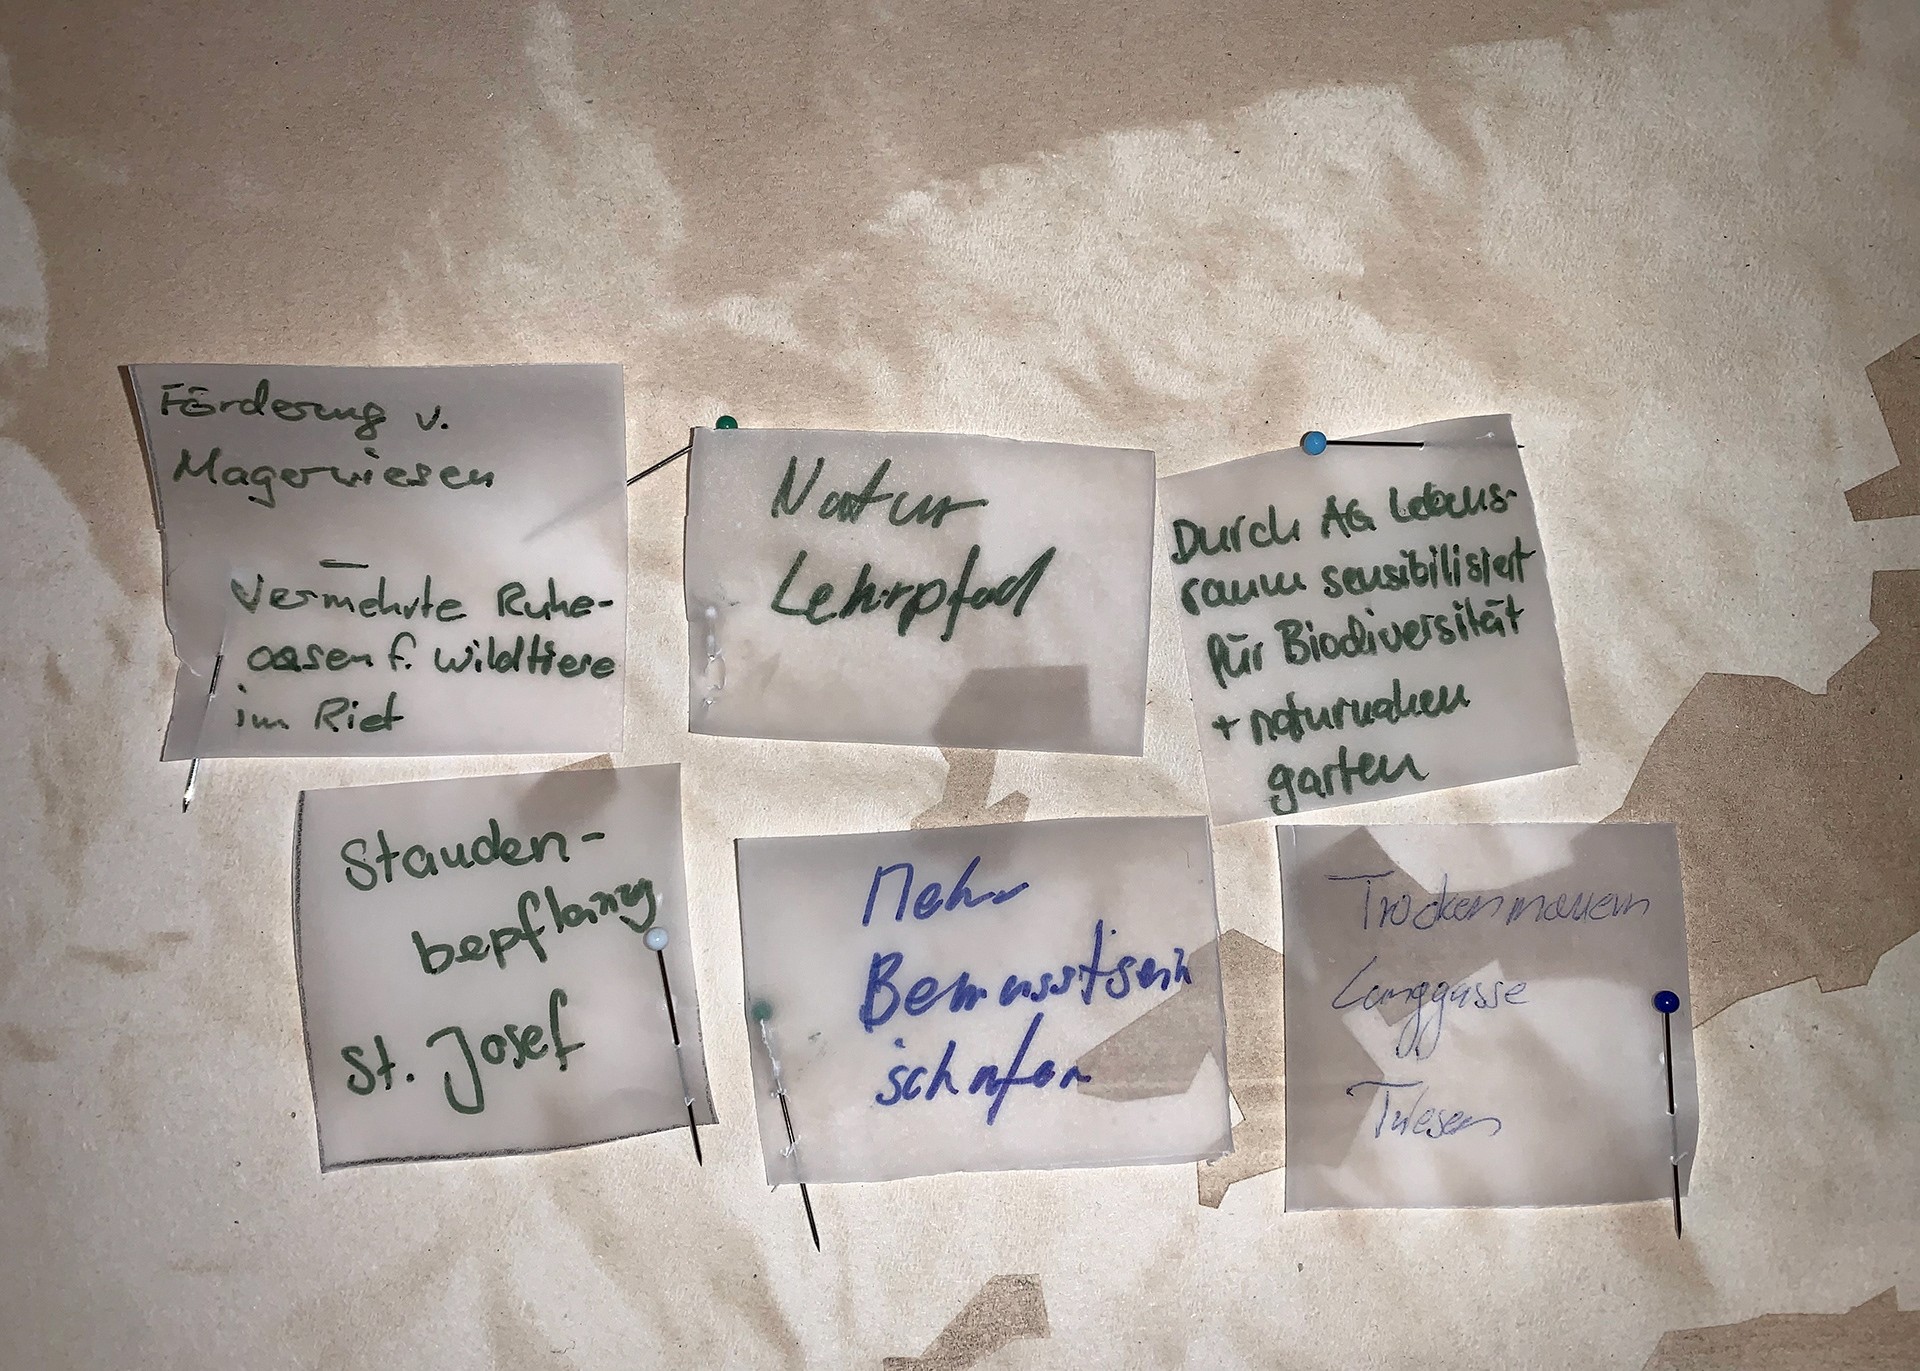 Förderung v.
Magerwiesen
–
Vermehrte Ruhe-
oasen f. Wildtiere
im Riet
Natur
Lehrpfad
Durch AG Lebens-
raum sensibilisiert
für Biodiversität
+ naturnahen
garten
Stauden-
bepflanzung
St. Josef
Mehr
Bewusstsein
schafen
Trockenmauern
Langgasse
Triesen